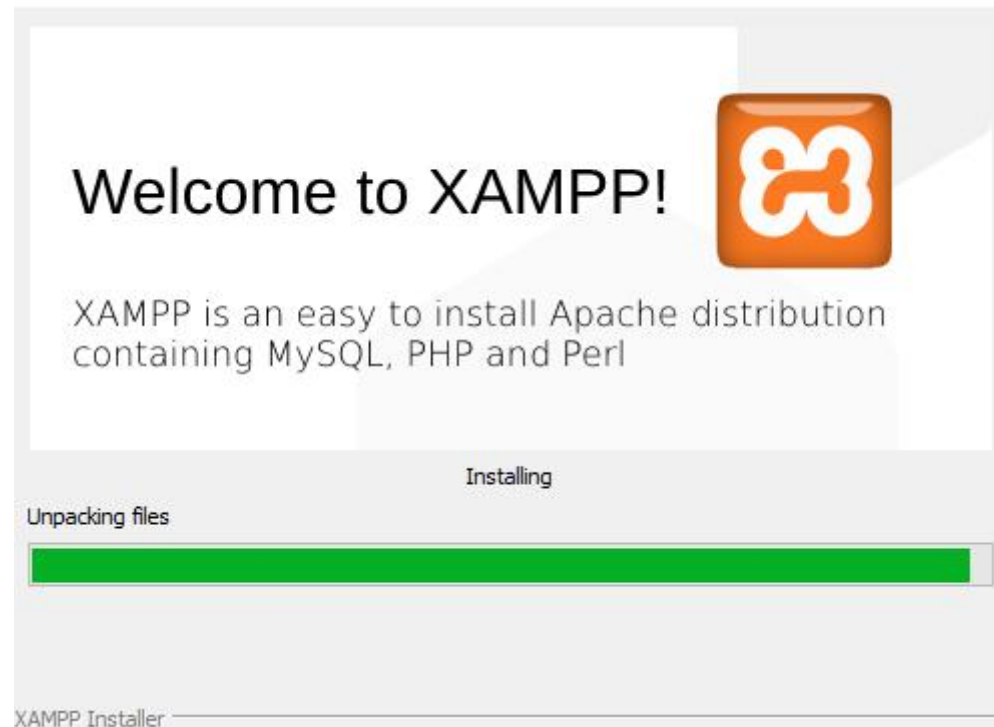 Welcome to XAMPP!
XAMPP is an easy to install Apache distribution
containing MySQL, PHP and Perl
Installing
Unpacking files
XAMPP Installer